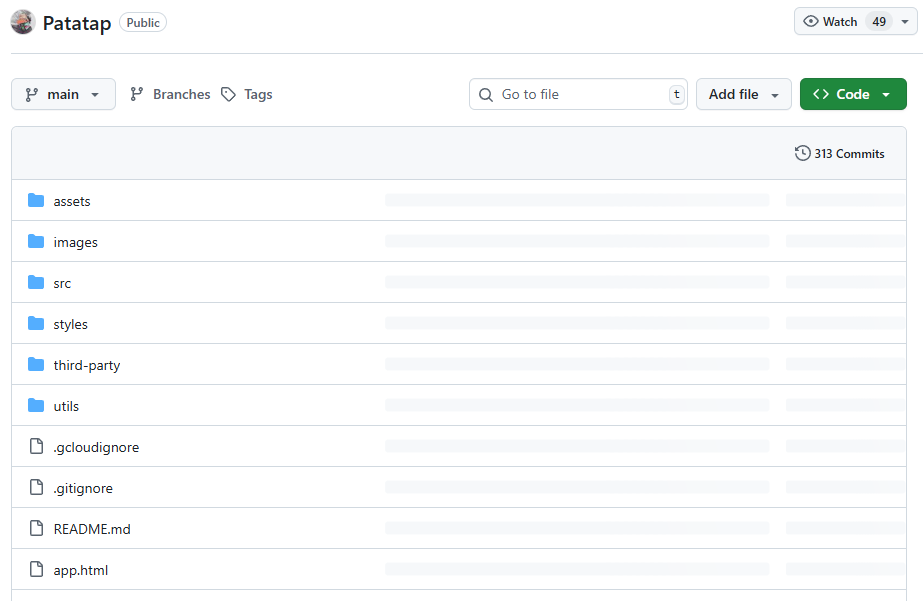 Patatap Public Watch 49
main Branches Tags Go to file t Add file Code
313 Commits
assets
images
src
styles
third-party
utils
.gcloudignore
.gitignore
README.md
app.html